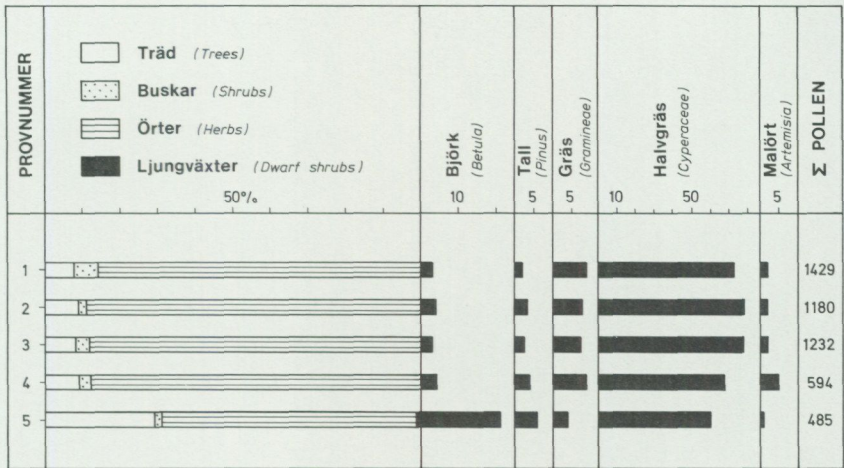 PROVNUMMER
Träd (Trees)
Buskar (Shrubs)
Örter (Herbs)
Ljungväxter (Dwarf shrubs)
50%
Björk (Betula)
10
Tall (Pinus)
5
Gräs (Gramineae)
5
Halvgräs (Cyperaceae)
10 50
Malört (Artemisia)
5
Σ POLLEN
1 1429
2 1180
3 1232
4 594
5 485